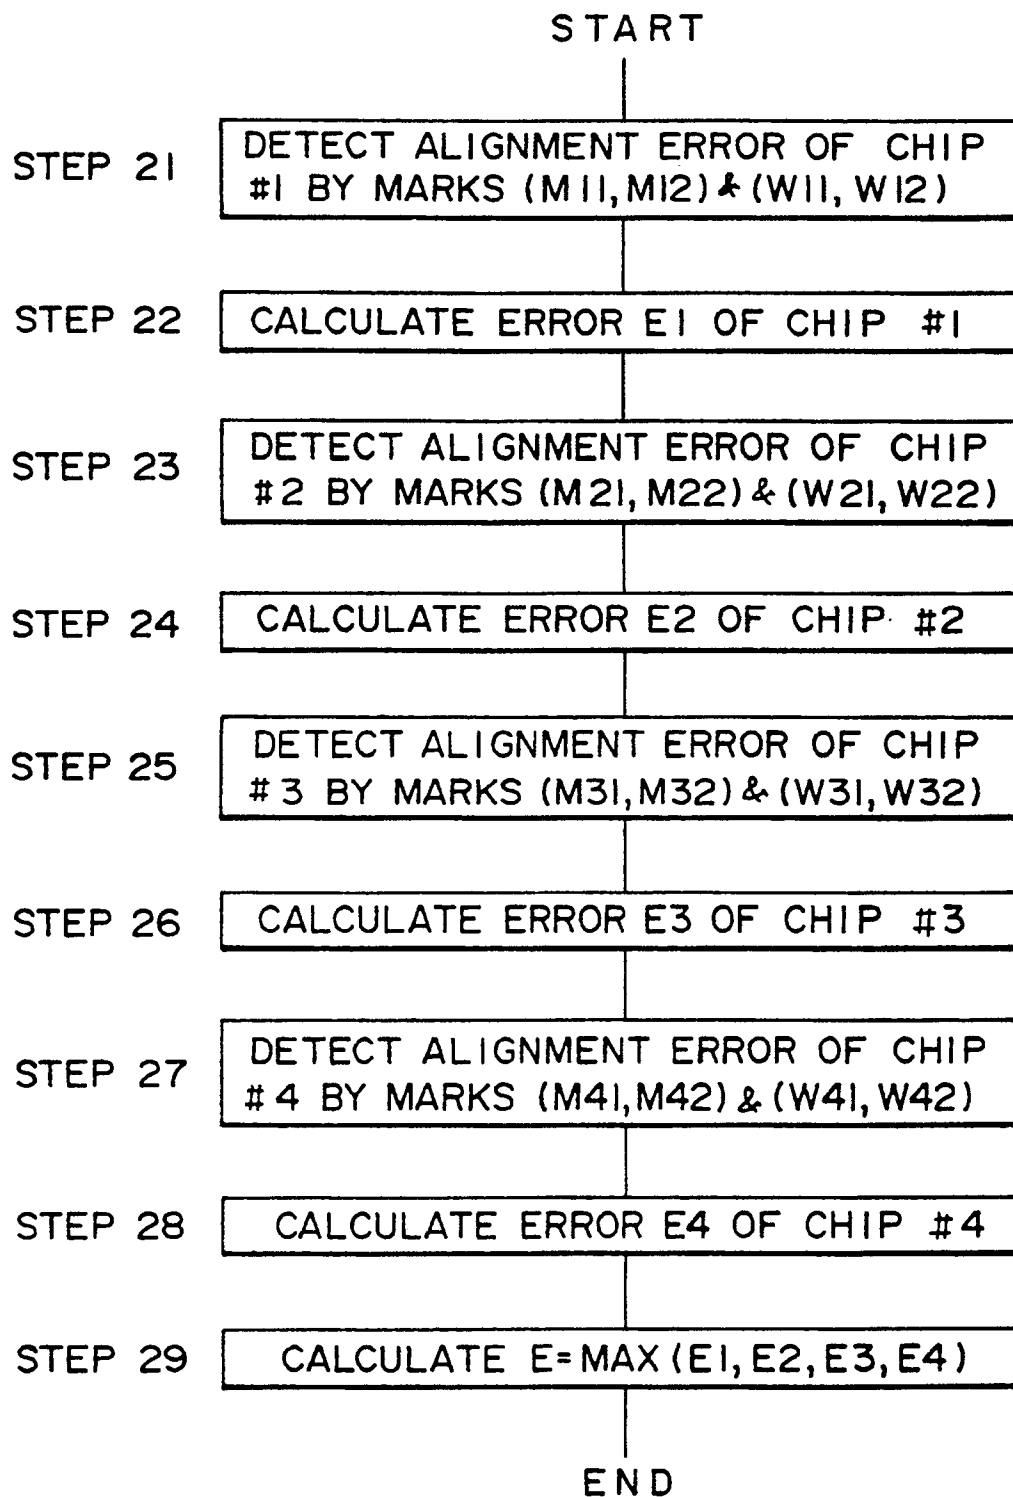 START
STEP 21
DETECT ALIGNMENT ERROR OF CHIP
#1 BY MARKS (M11, M12) & (W11, W12)
STEP 22
CALCULATE ERROR E1 OF CHIP #1
STEP 23
DETECT ALIGNMENT ERROR OF CHIP
#2 BY MARKS (M21, M22) & (W21, W22)
STEP 24
CALCULATE ERROR E2 OF CHIP #2
STEP 25
DETECT ALIGNMENT ERROR OF CHIP
#3 BY MARKS (M31, M32) & (W31, W32)
STEP 26
CALCULATE ERROR E3 OF CHIP #3
STEP 27
DETECT ALIGNMENT ERROR OF CHIP
#4 BY MARKS (M41, M42) & (W41, W42)
STEP 28
CALCULATE ERROR E4 OF CHIP #4
STEP 29
CALCULATE E=MAX (E1, E2, E3, E4)
END